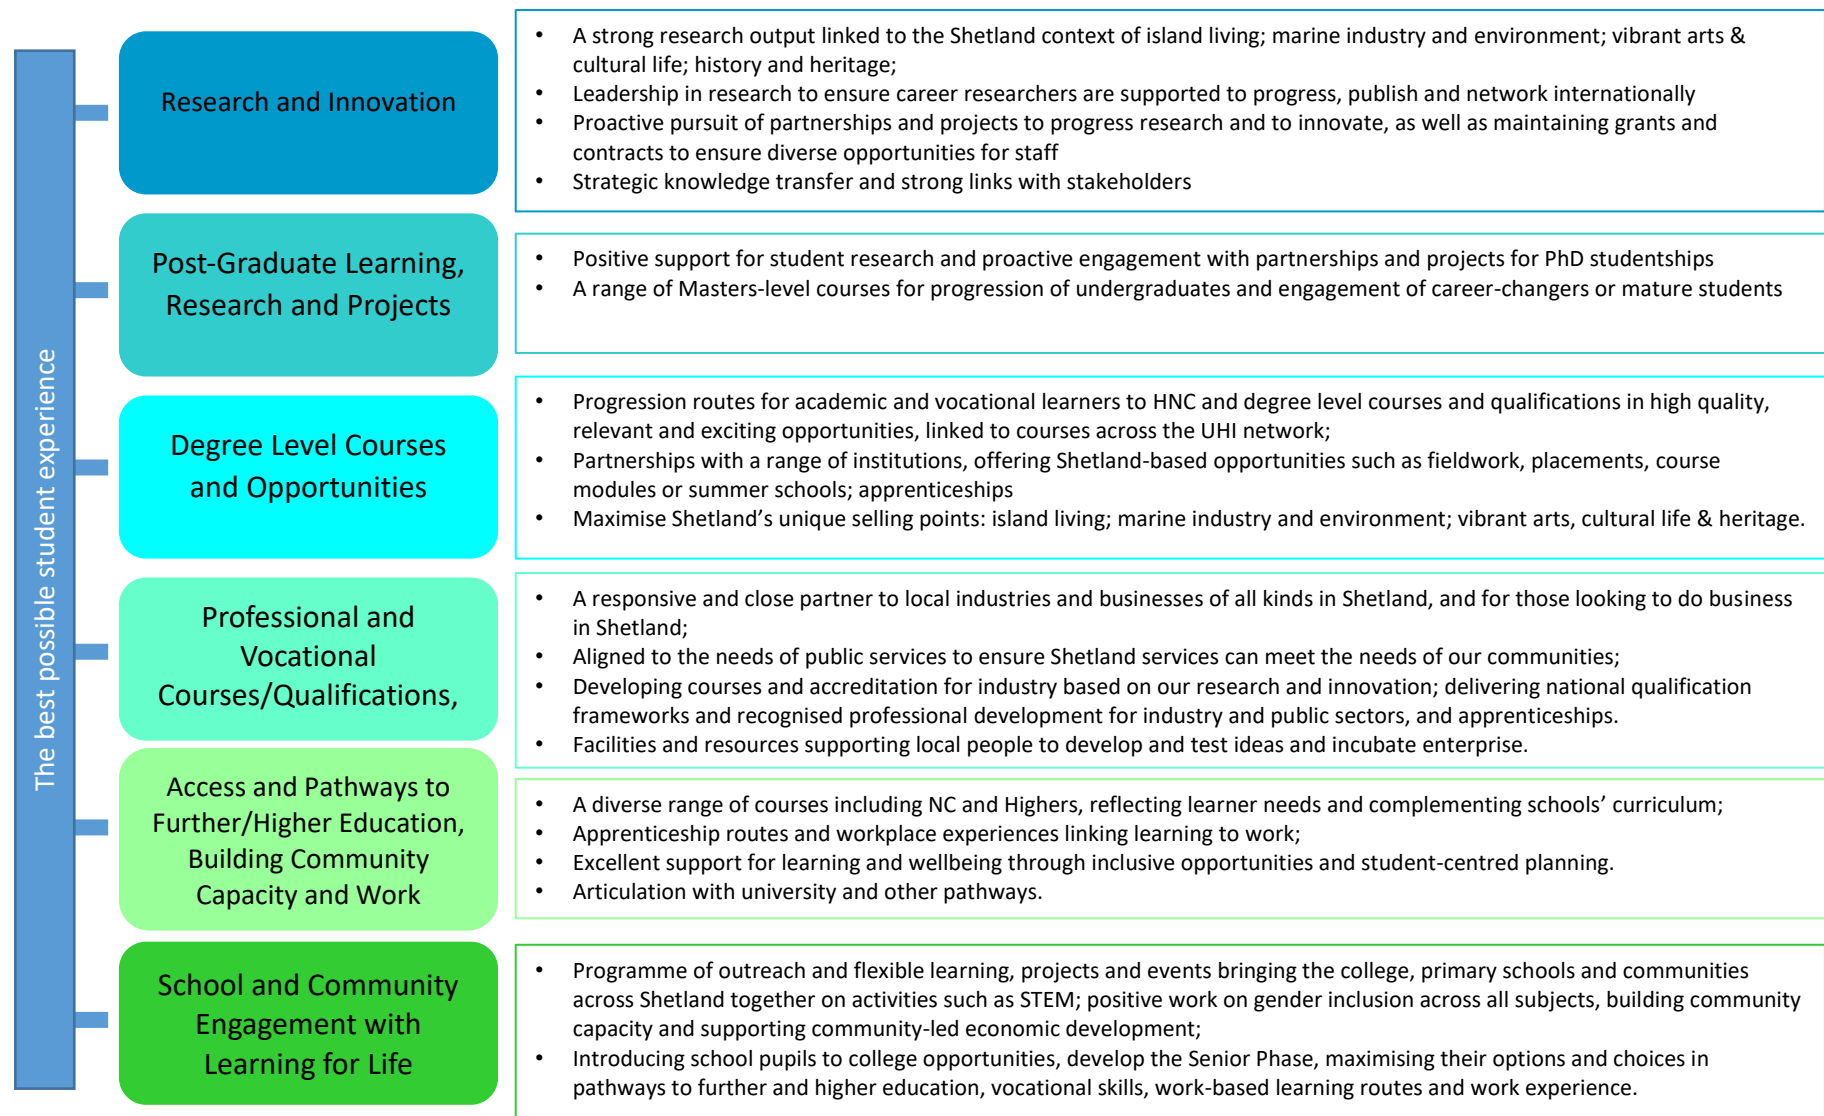 The best possible student experience
Research and Innovation
• A strong research output linked to the Shetland context of island living; marine industry and environment; vibrant arts &
cultural life; history and heritage;
• Leadership in research to ensure career researchers are supported to progress, publish and network internationally
• Proactive pursuit of partnerships and projects to progress research and to innovate, as well as maintaining grants and
contracts to ensure diverse opportunities for staff
• Strategic knowledge transfer and strong links with stakeholders
Post-Graduate Learning,
Research and Projects
• Positive support for student research and proactive engagement with partnerships and projects for PhD studentships
• A range of Masters-level courses for progression of undergraduates and engagement of career-changers or mature students
Degree Level Courses
and Opportunities
• Progression routes for academic and vocational learners to HNC and degree level courses and qualifications in high quality,
relevant and exciting opportunities, linked to courses across the UHI network;
• Partnerships with a range of institutions, offering Shetland-based opportunities such as fieldwork, placements, course
modules or summer schools; apprenticeships
• Maximise Shetland’s unique selling points: island living; marine industry and environment; vibrant arts, cultural life & heritage.
Professional and
Vocational
Courses/Qualifications,
• A responsive and close partner to local industries and businesses of all kinds in Shetland, and for those looking to do business
in Shetland;
• Aligned to the needs of public services to ensure Shetland services can meet the needs of our communities;
• Developing courses and accreditation for industry based on our research and innovation; delivering national qualification
frameworks and recognised professional development for industry and public sectors, and apprenticeships.
• Facilities and resources supporting local people to develop and test ideas and incubate enterprise.
Access and Pathways to
Further/Higher Education,
Building Community
Capacity and Work
• A diverse range of courses including NC and Highers, reflecting learner needs and complementing schools’ curriculum;
• Apprenticeship routes and workplace experiences linking learning to work;
• Excellent support for learning and wellbeing through inclusive opportunities and student-centred planning.
• Articulation with university and other pathways.
School and Community
Engagement with
Learning for Life
• Programme of outreach and flexible learning, projects and events bringing the college, primary schools and communities
across Shetland together on activities such as STEM; positive work on gender inclusion across all subjects, building community
capacity and supporting community-led economic development;
• Introducing school pupils to college opportunities, develop the Senior Phase, maximising their options and choices in
pathways to further and higher education, vocational skills, work-based learning routes and work experience.